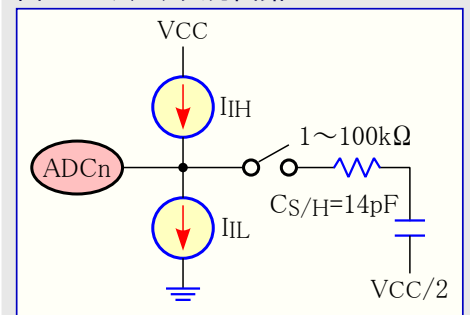 VCC
IIH
1～100kΩ
ADCn
CS/H=14pF
IIL
VCC/2